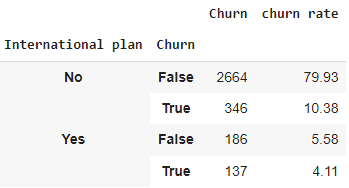 Churn churn rate
International plan Churn
No False 2664 79.93
True 346 10.38
Yes False 186 5.58
True 137 4.11